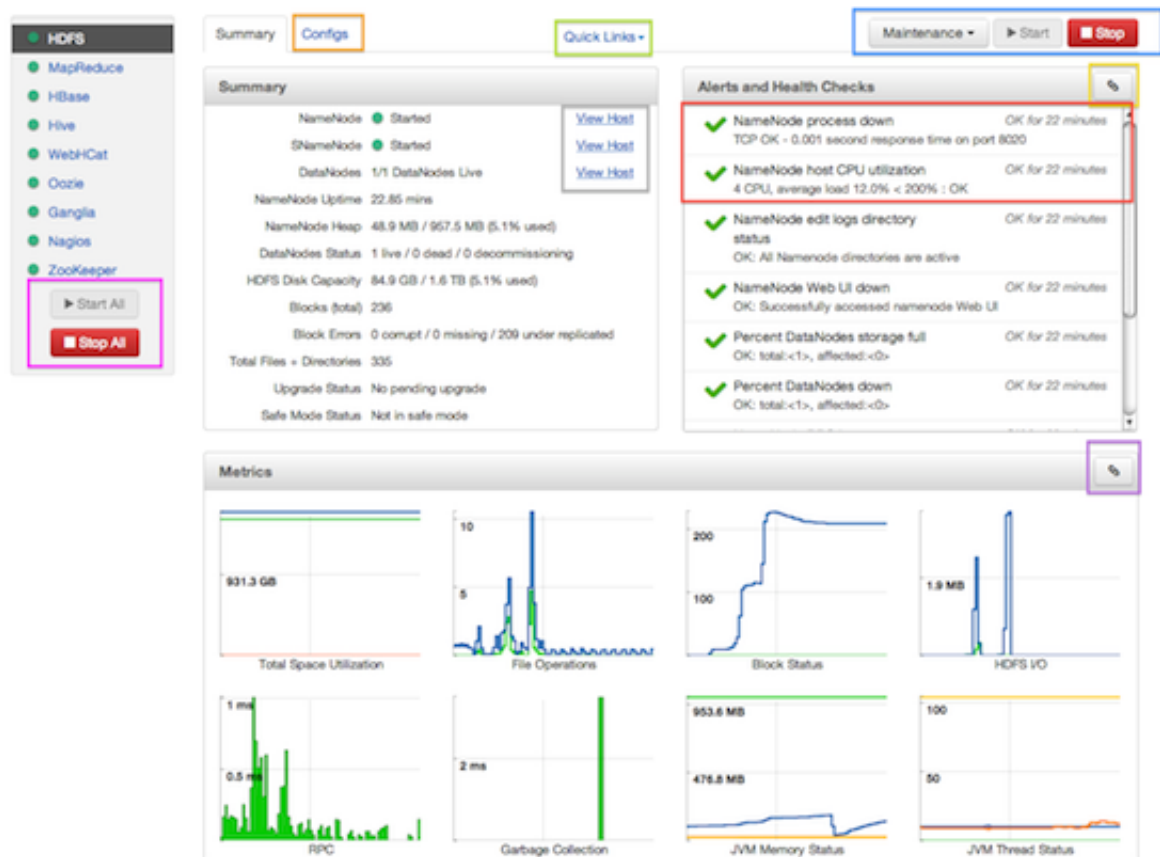 HDFS
MapReduce
HBase
Hive
WebHCat
Oozie
Ganglia
Nagios
ZooKeeper
Start All
Stop All
Summary
Configs
Quick Links
Maintenance
Start
Stop
Summary
NameNode Started View Host
SNameNode Started View Host
DataNodes 1/1 DataNodes Live View Host
NameNode Uptime 22.85 mins
NameNode Heap 48.9 MB / 957.5 MB (5.1% used)
DataNodes Status 1 live / 0 dead / 0 decommissioning
HDFS Disk Capacity 84.9 GB / 1.6 TB (5.1% used)
Blocks (total) 236
Block Errors 0 corrupt / 0 missing / 209 under replicated
Total Files + Directories 335
Upgrade Status No pending upgrade
Safe Mode Status Not in safe mode
Alerts and Health Checks
NameNode process down OK for 22 minutes
TCP OK - 0.001 second response time on port 8020
NameNode host CPU utilization OK for 22 minutes
4 CPU, average load 12.0% < 200% : OK
NameNode edit logs directory OK for 22 minutes
status
OK: All Namenode directories are active
NameNode Web UI down OK for 22 minutes
OK: Successfully accessed namenode Web UI
Percent DataNodes storage full OK for 22 minutes
OK: total:<1>, affected:<0>
Percent DataNodes down OK for 22 minutes
OK: total:<1>, affected:<0>
Metrics
931.3 GB
Total Space Utilization
10
5
File Operations
200
100
Block Status
1.9 MB
HDFS I/O
1 ms
0.5 ms
RPC
2 ms
Garbage Collection
953.6 MB
476.8 MB
JVM Memory Status
100
50
JVM Thread Status